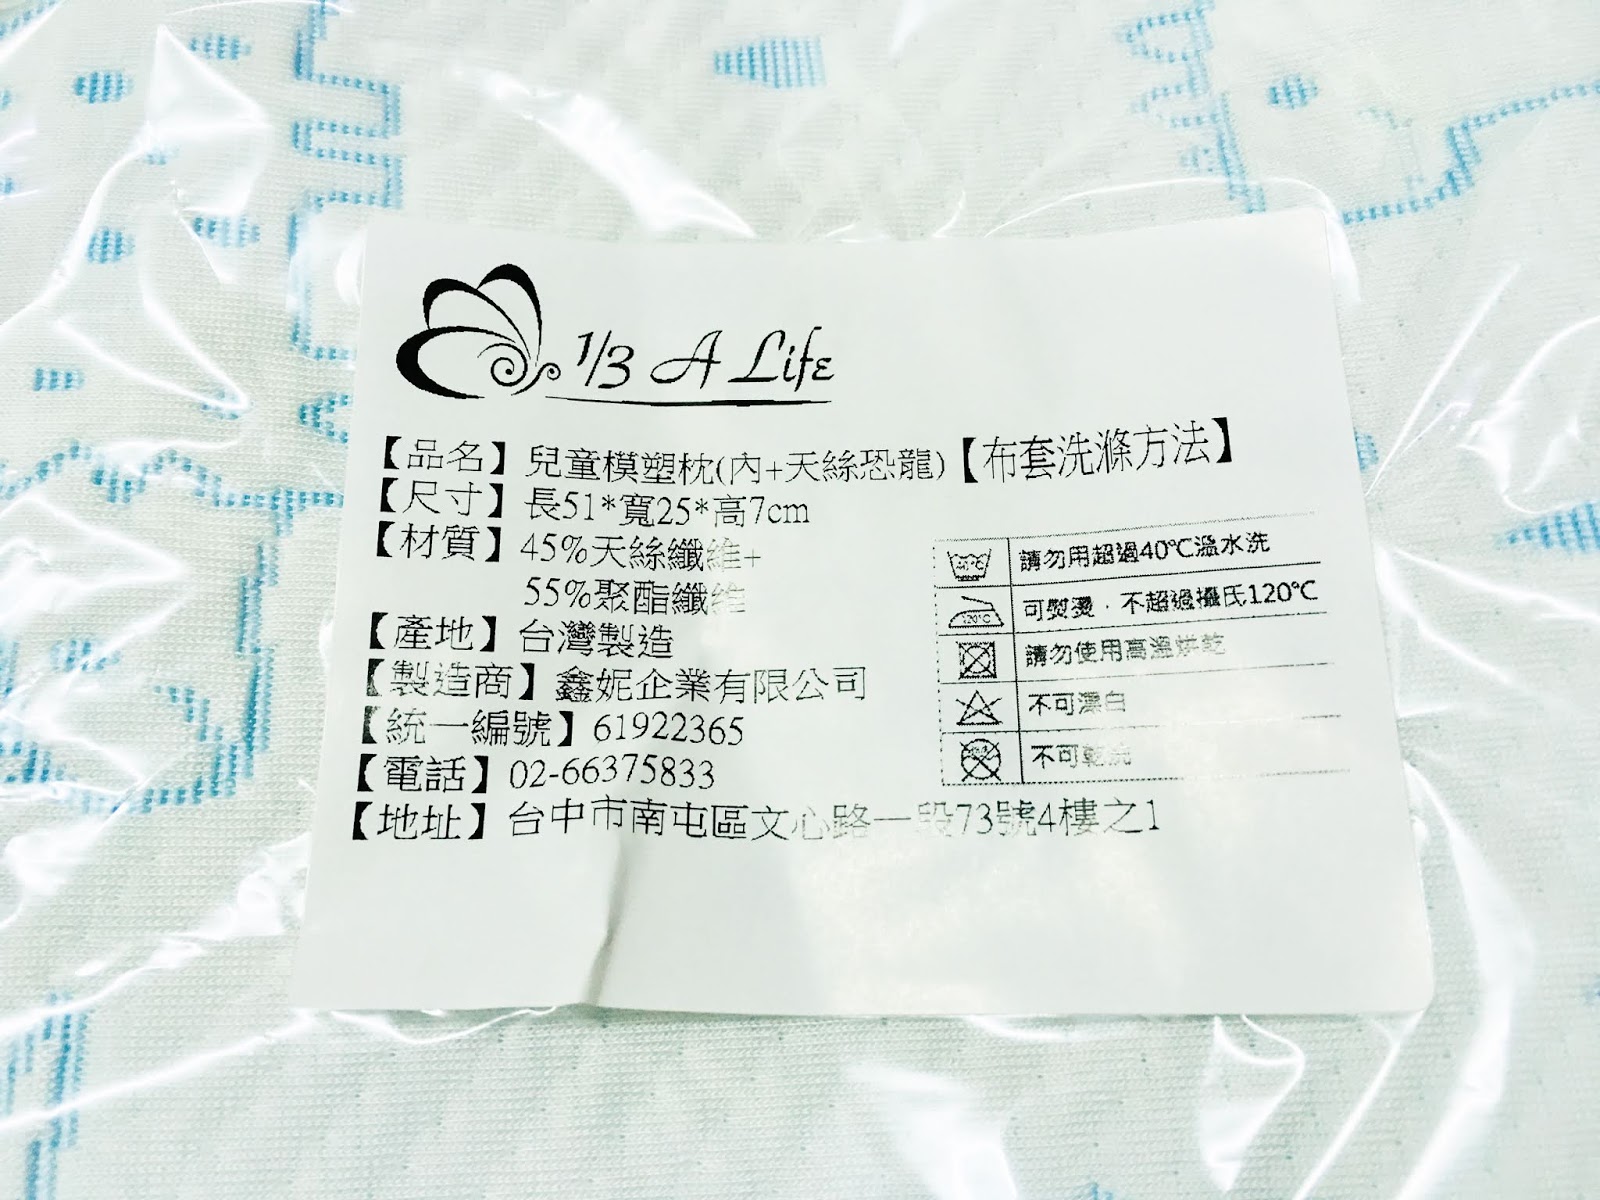 1/3 A Life
【品名】兒童模塑枕(內+天絲恐龍)
【尺寸】長51*寬25*高7cm
【材質】45%天絲纖維+
55%聚酯纖維
【產地】台灣製造
【製造商】鑫妮企業有限公司
【統一編號】61922365
【電話】02-66375833
【地址】台中市南屯區文心路一段73號4樓之1
【布套洗滌方法】
40℃ 請勿用超過40℃溫水洗
120℃ 可熨燙，不超過攝氏120℃
請勿使用高溫烘乾
不可漂白
不可乾洗